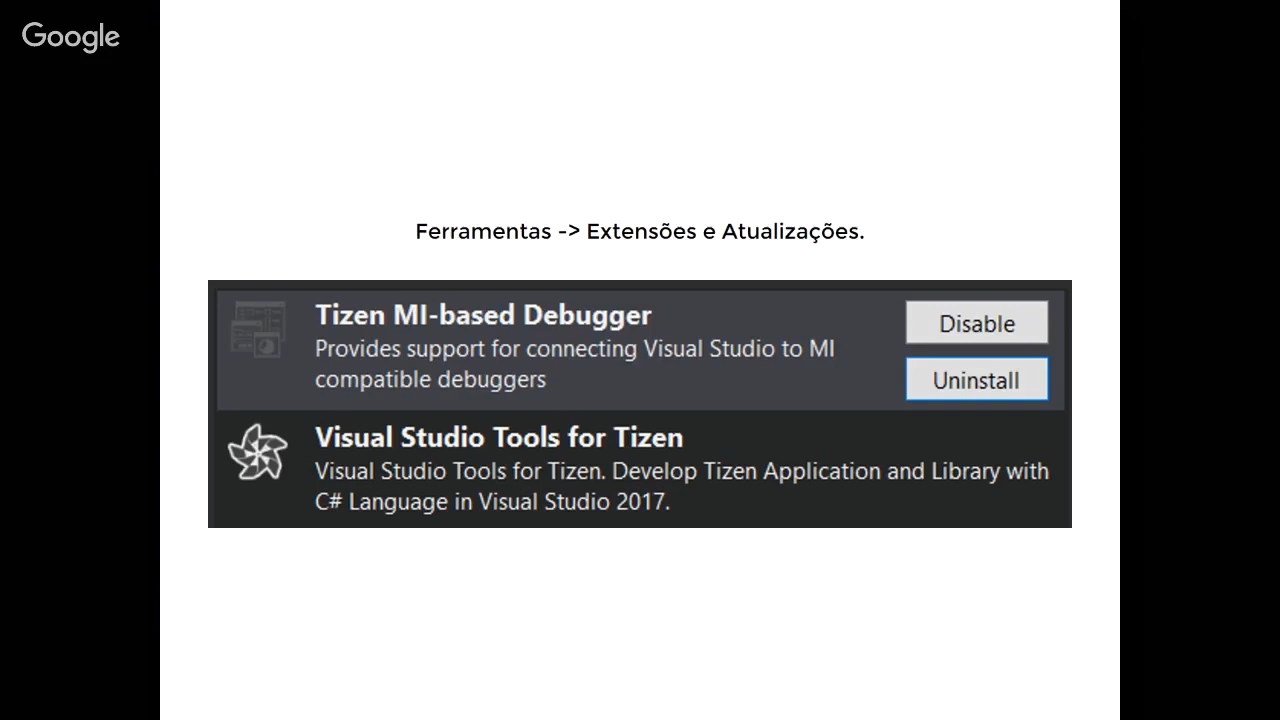 Google
Ferramentas -> Extensões e Atualizações.
Tizen MI-based Debugger
Provides support for connecting Visual Studio to MI
compatible debuggers
Disable
Uninstall
Visual Studio Tools for Tizen
Visual Studio Tools for Tizen. Develop Tizen Application and Library with
C# Language in Visual Studio 2017.